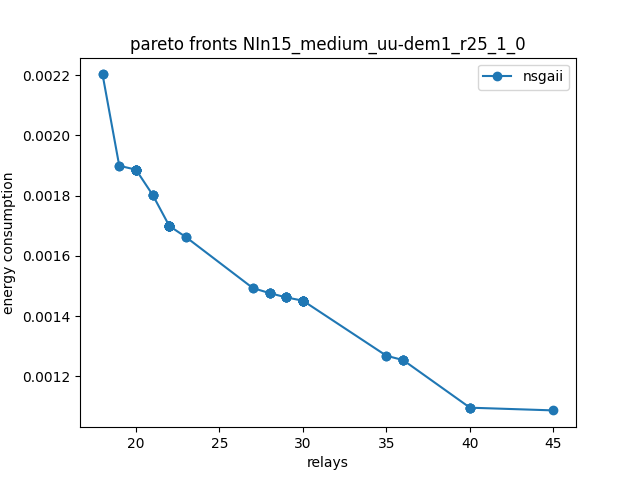 pareto fronts NIn15_medium_uu-dem1_r25_1_0
nsgaii
energy consumption
0.0022
0.0020
0.0018
0.0016
0.0014
0.0012
20 25 30 35 40 45
relays